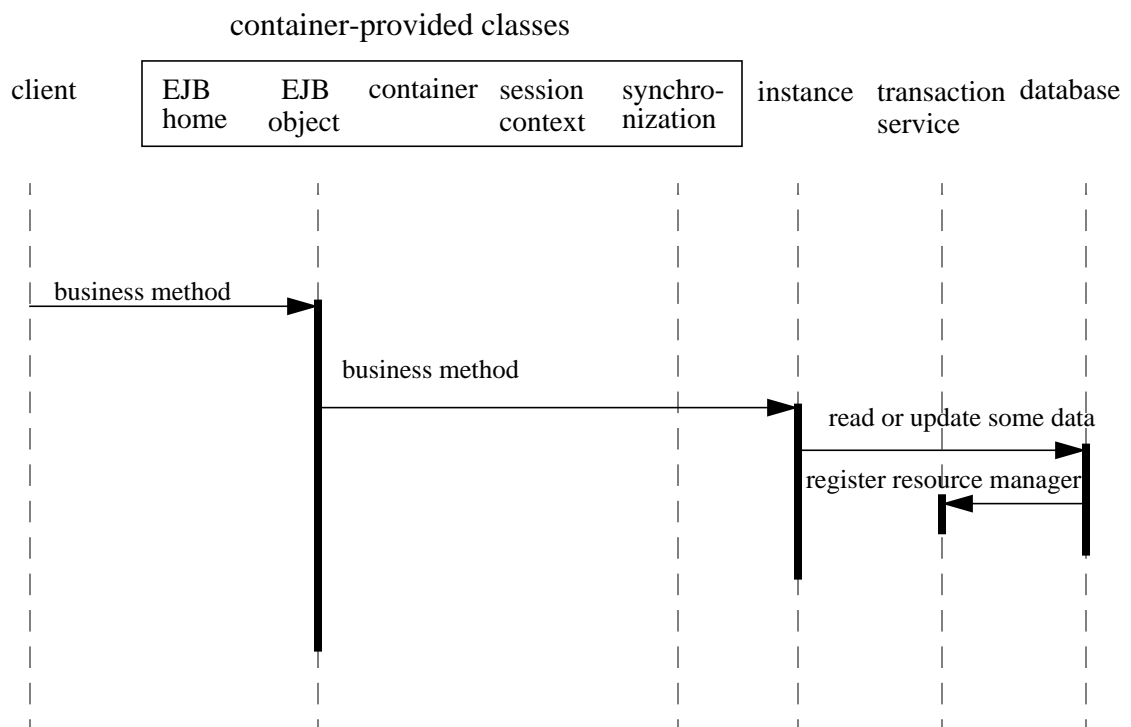 container-provided classes
client
EJB
home
EJB
object
container
session
context
synchro-
nization
instance
transaction
service
database
business method
business method
read or update some data
register resource manager